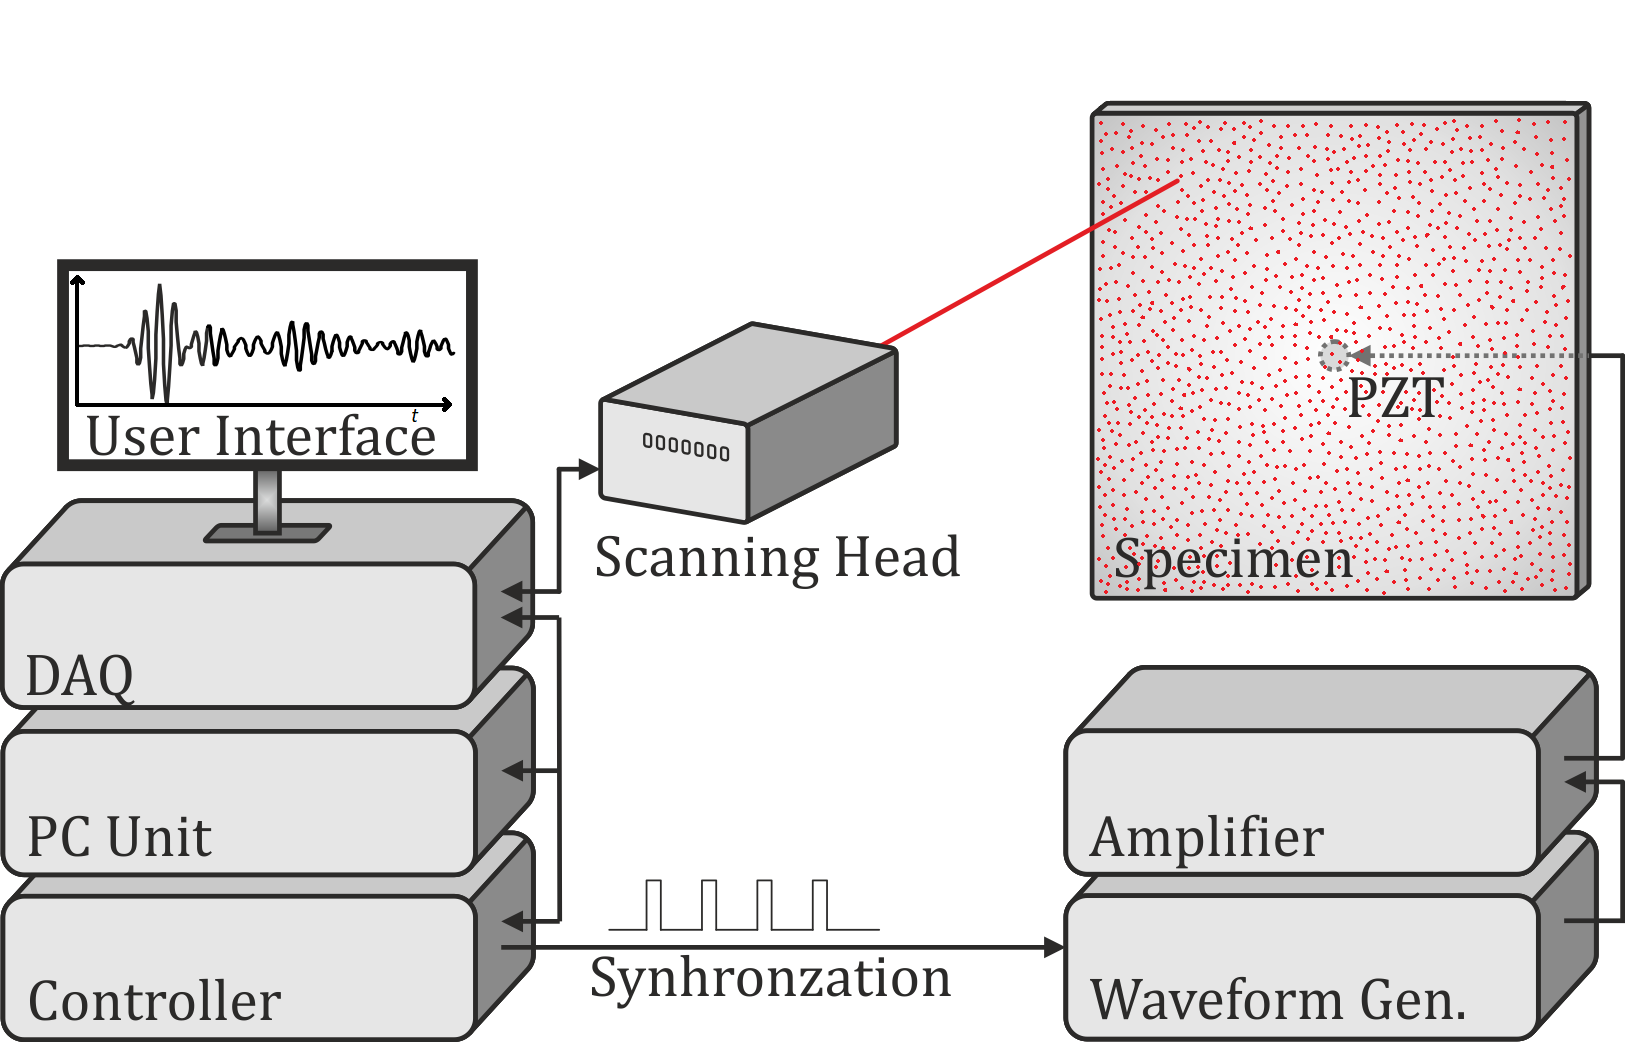 t
User Interface
PZT
Scanning Head
Specimen
DAQ
PC Unit
Amplifier
Controller
Synhronzation
Waveform Gen.